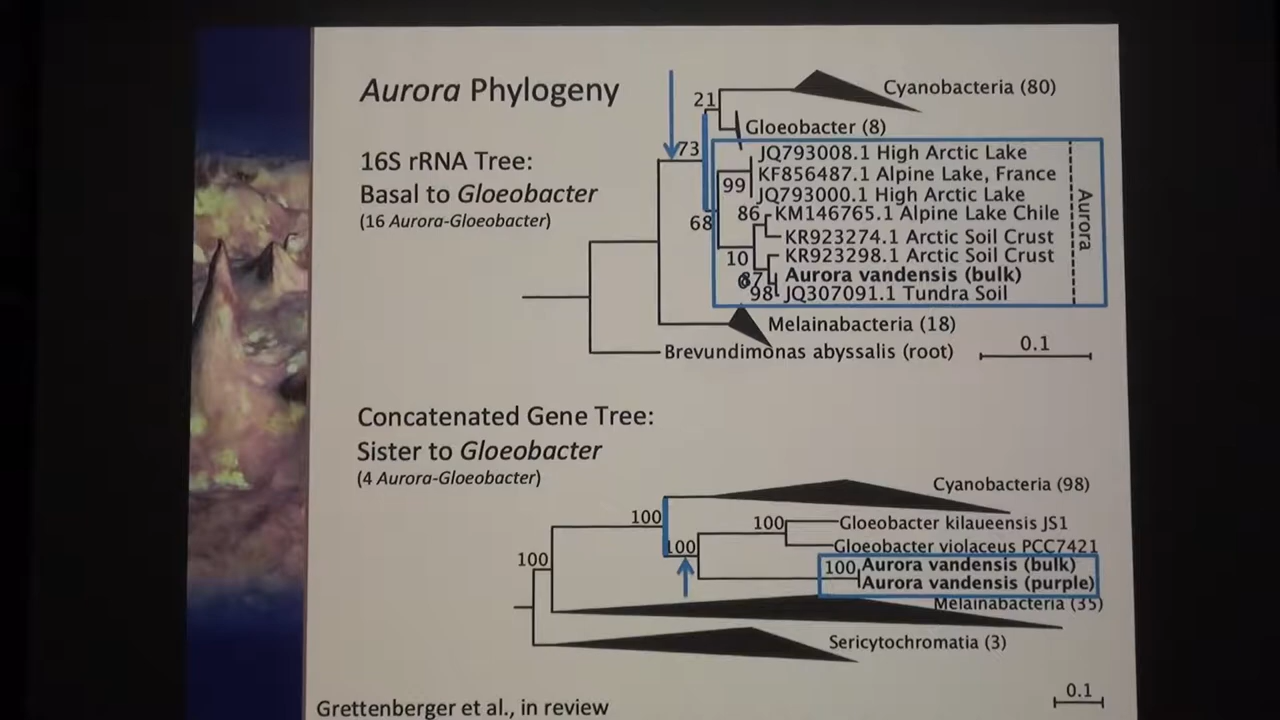 Aurora Phylogeny
16S rRNA Tree:
Basal to Gloeobacter
(16 Aurora-Gloeobacter)
21
Cyanobacteria (80)
Gloeobacter (8)
73
JQ793008.1 High Arctic Lake
KF856487.1 Alpine Lake, France
99
JQ793000.1 High Arctic Lake
86
KM146765.1 Alpine Lake Chile
68
KR923274.1 Arctic Soil Crust
10
KR923298.1 Arctic Soil Crust
Aurora vandensis (bulk)
98
JQ307091.1 Tundra Soil
Aurora
Melainabacteria (18)
Brevundimonas abyssalis (root)
0.1
Concatenated Gene Tree:
Sister to Gloeobacter
(4 Aurora-Gloeobacter)
Cyanobacteria (98)
100
100
Gloeobacter kilaueensis JS1
100
Gloeobacter violaceus PCC7421
100
100
Aurora vandensis (bulk)
Aurora vandensis (purple)
Melainabacteria (35)
Sericytochromatia (3)
0.1
Grettenberger et al., in review